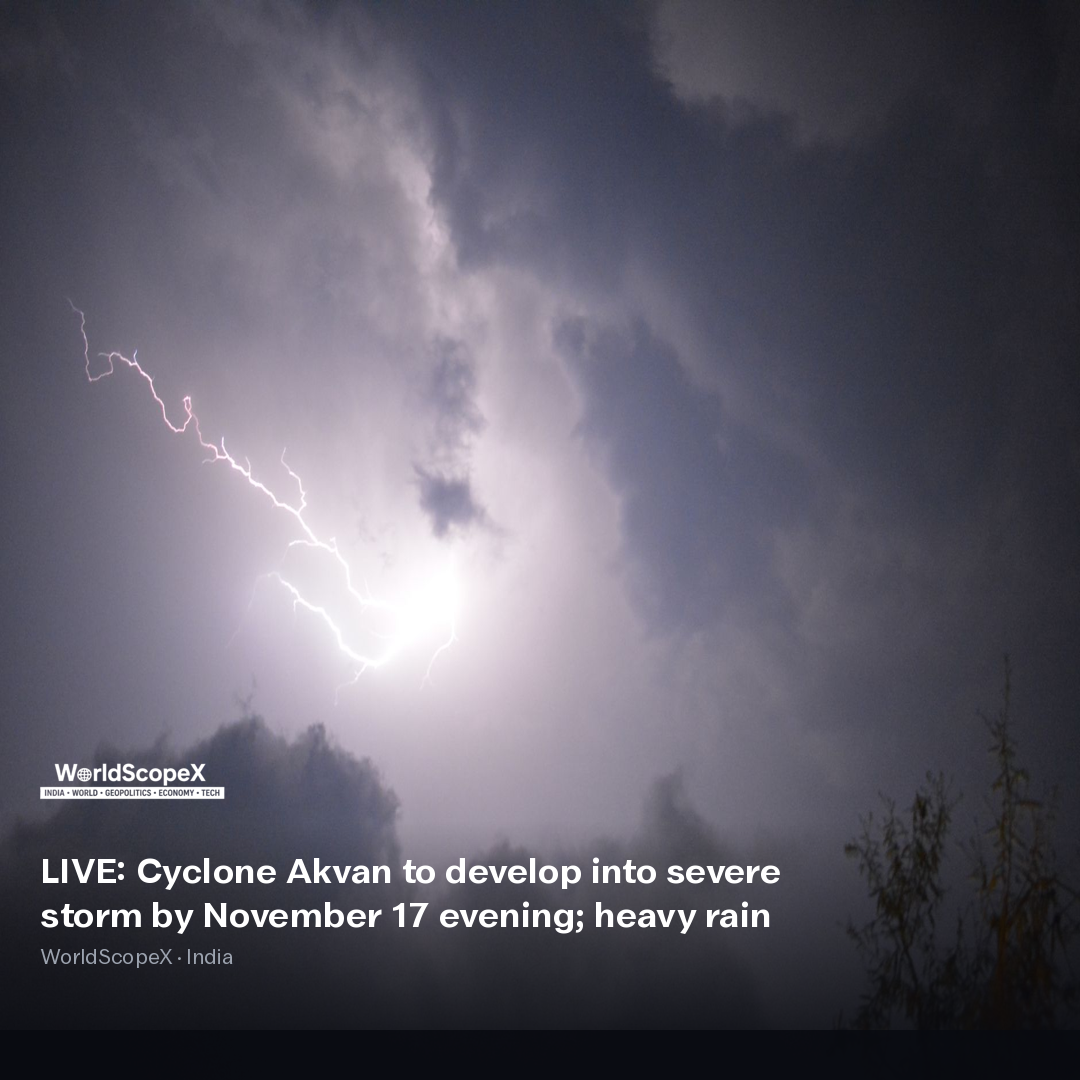 WorldScopeX
INDIA • WORLD • GEOPOLITICS • ECONOMY • TECH
LIVE: Cyclone Akvan to develop into severe
storm by November 17 evening; heavy rain
WorldScopeX · India